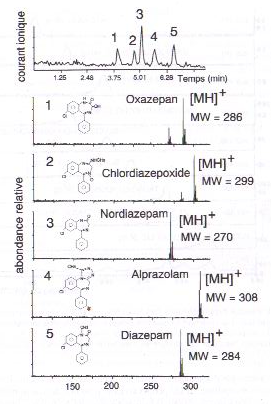 courant ionique
1 2 3 4 5
1.25 2.48 3.75 5.01 6.28 Temps (min)
abondance relative
1 Oxazepan [MH]+
MW = 286
2 Chlordiazepoxide [MH]+
MW = 299
3 Nordiazepam [MH]+
MW = 270
4 Alprazolam [MH]+
MW = 308
5 Diazepam [MH]+
MW = 284
150 200 250 300